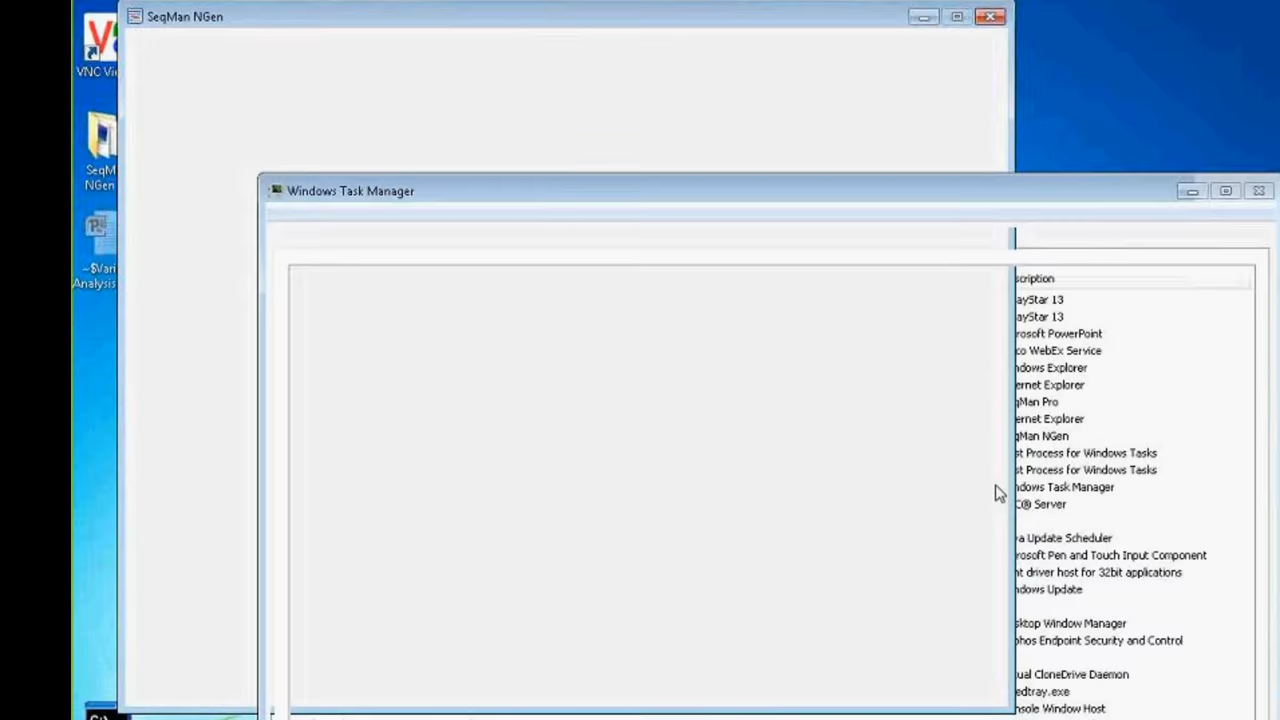 SeqMan NGen
VNC Vi
SeqM
NGen
~$Vari
Analysis
Windows Task Manager
scription
ayStar 13
ayStar 13
rosoft PowerPoint
co WebEx Service
ndows Explorer
ernet Explorer
qMan Pro
ernet Explorer
qMan NGen
st Process for Windows Tasks
st Process for Windows Tasks
ndows Task Manager
C® Server
va Update Scheduler
rosoft Pen and Touch Input Component
nt driver host for 32bit applications
ndows Update
sktop Window Manager
phos Endpoint Security and Control
tual CloneDrive Daemon
edtray.exe
nsole Window Host